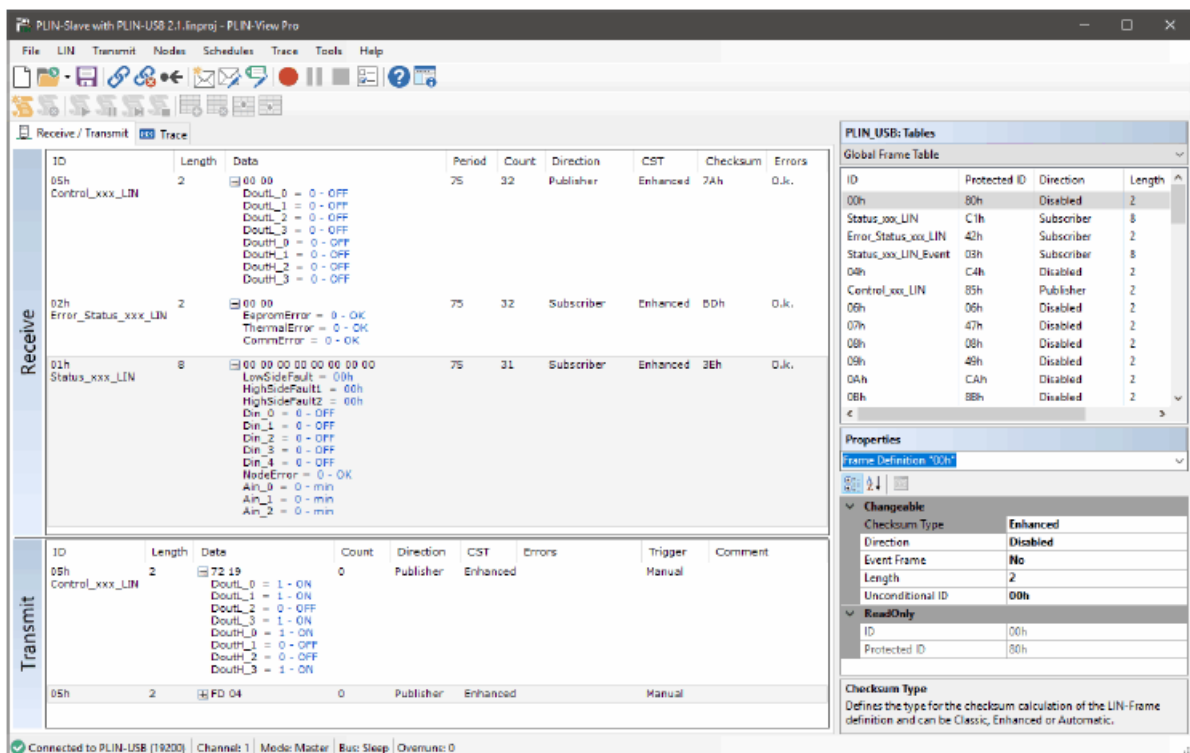 PLIN-Slave with PLIN-USB 2.1.linproj - PLIN-View Pro
File LIN Transmit Nodes Schedules Trace Tools Help
Receive / Transmit Trace
Receive
ID Length Data Period Count Direction CST Checksum Errors
05h 2 00 00 75 32 Publisher Enhanced 7Ah O.k.
Control_xxx_LIN DoutL_0 = 0 - OFF
DoutL_1 = 0 - OFF
DoutL_2 = 0 - OFF
DoutL_3 = 0 - OFF
DoutH_0 = 0 - OFF
DoutH_1 = 0 - OFF
DoutH_2 = 0 - OFF
DoutH_3 = 0 - OFF
02h 2 00 00 75 32 Subscriber Enhanced O.k.
Error_Status_xxx_LIN EepromError = 0 - OK
ThermalError = 0 - OK
CommError = 0 - OK
01h 8 00 00 00 00 00 00 00 00 75 31 Subscriber Enhanced 3Eh O.k.
Status_xxx_LIN LowSideFault = 00h
HighSideFault1 = 00h
HighSideFault2 = 00h
Din_0 = 0 - OFF
Din_1 = 0 - OFF
Din_2 = 0 - OFF
Din_3 = 0 - OFF
Din_4 = 0 - OFF
NodeError = 0 - OK
Ain_0 = 0 - min
Ain_1 = 0 - min
Ain_2 = 0 - min
Transmit
ID Length Data Count Direction CST Errors Trigger Comment
05h 2 72 19 0 Publisher Enhanced Manual
Control_xxx_LIN DoutL_0 = 1 - ON
DoutL_1 = 1 - ON
DoutL_2 = 0 - OFF
DoutL_3 = 1 - ON
DoutH_0 = 1 - ON
DoutH_1 = 0 - OFF
DoutH_2 = 0 - OFF
DoutH_3 = 1 - ON
05h 2 FD 04 0 Publisher Enhanced Manual
PLIN_USB: Tables
Global Frame Table
ID Protected ID Direction Length
00h 80h Disabled 2
Status_xxx_LIN C1h Subscriber 8
Error_Status_xxx_LIN 42h Subscriber 2
Status_xxx_LIN_Event 03h Subscriber 8
04h C4h Disabled 2
Control_xxx_LIN 85h Publisher 2
06h 06h Disabled 2
07h 47h Disabled 2
08h 08h Disabled 2
09h 49h Disabled 2
0Ah CAh Disabled 2
0Bh 8Bh Disabled 2
Properties
Frame Definition "00h"
Changeable
Checksum Type Enhanced
Direction Disabled
Event Frame No
Length 2
Unconditional ID 00h
ReadOnly
ID 00h
Protected ID 80h
Checksum Type
Defines the type for the checksum calculation of the LIN-Frame
definition and can be Classic, Enhanced or Automatic.
Connected to PLIN-USB (19200) Channel: 1 Mode: Master Bus: Sleep Overruns: 0